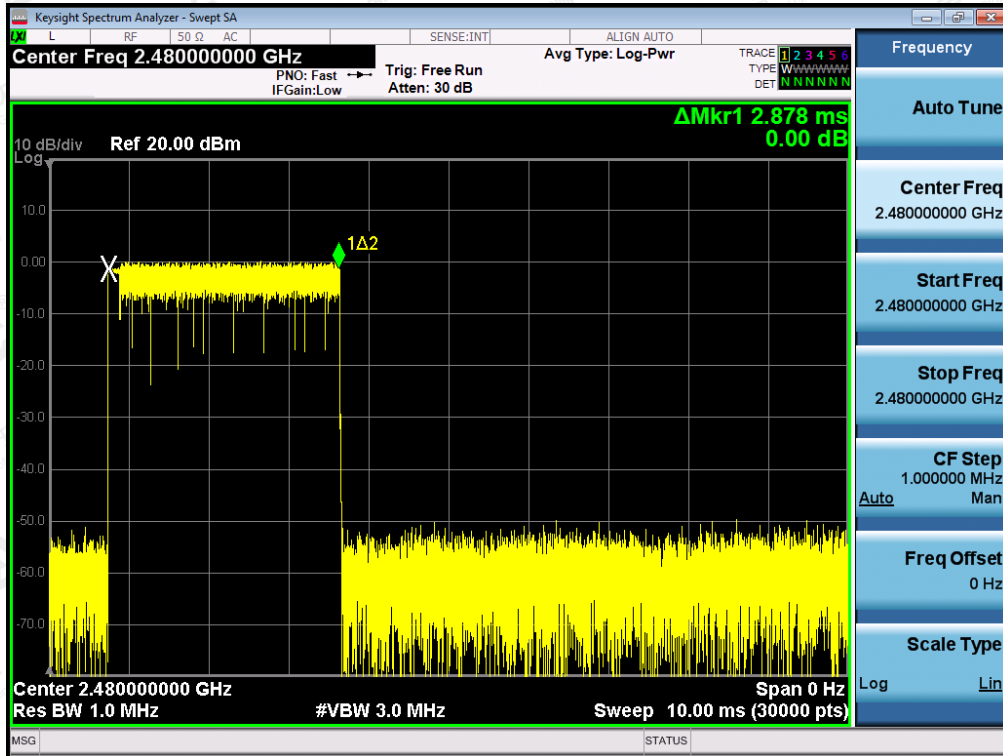 Keysight Spectrum Analyzer - Swept SA
LXI L RF 50 Ω AC SENSE:INT ALIGN AUTO
Center Freq 2.480000000 GHz
PNO: Fast
IFGain:Low
Trig: Free Run
Atten: 30 dB
Avg Type: Log-Pwr
TRACE 1 2 3 4 5 6
TYPE W W W W W W
DET N N N N N N
ΔMkr1 2.878 ms
0.00 dB
10 dB/div Ref 20.00 dBm
Log
10.0
1Δ2
0.00
X
-10.0
-20.0
-30.0
-40.0
-50.0
-60.0
-70.0
Center 2.480000000 GHz Span 0 Hz
Res BW 1.0 MHz #VBW 3.0 MHz Sweep 10.00 ms (30000 pts)
MSG STATUS
Frequency
Auto Tune
Center Freq
2.480000000 GHz
Start Freq
2.480000000 GHz
Stop Freq
2.480000000 GHz
CF Step
1.000000 MHz
Auto Man
Freq Offset
0 Hz
Scale Type
Log Lin